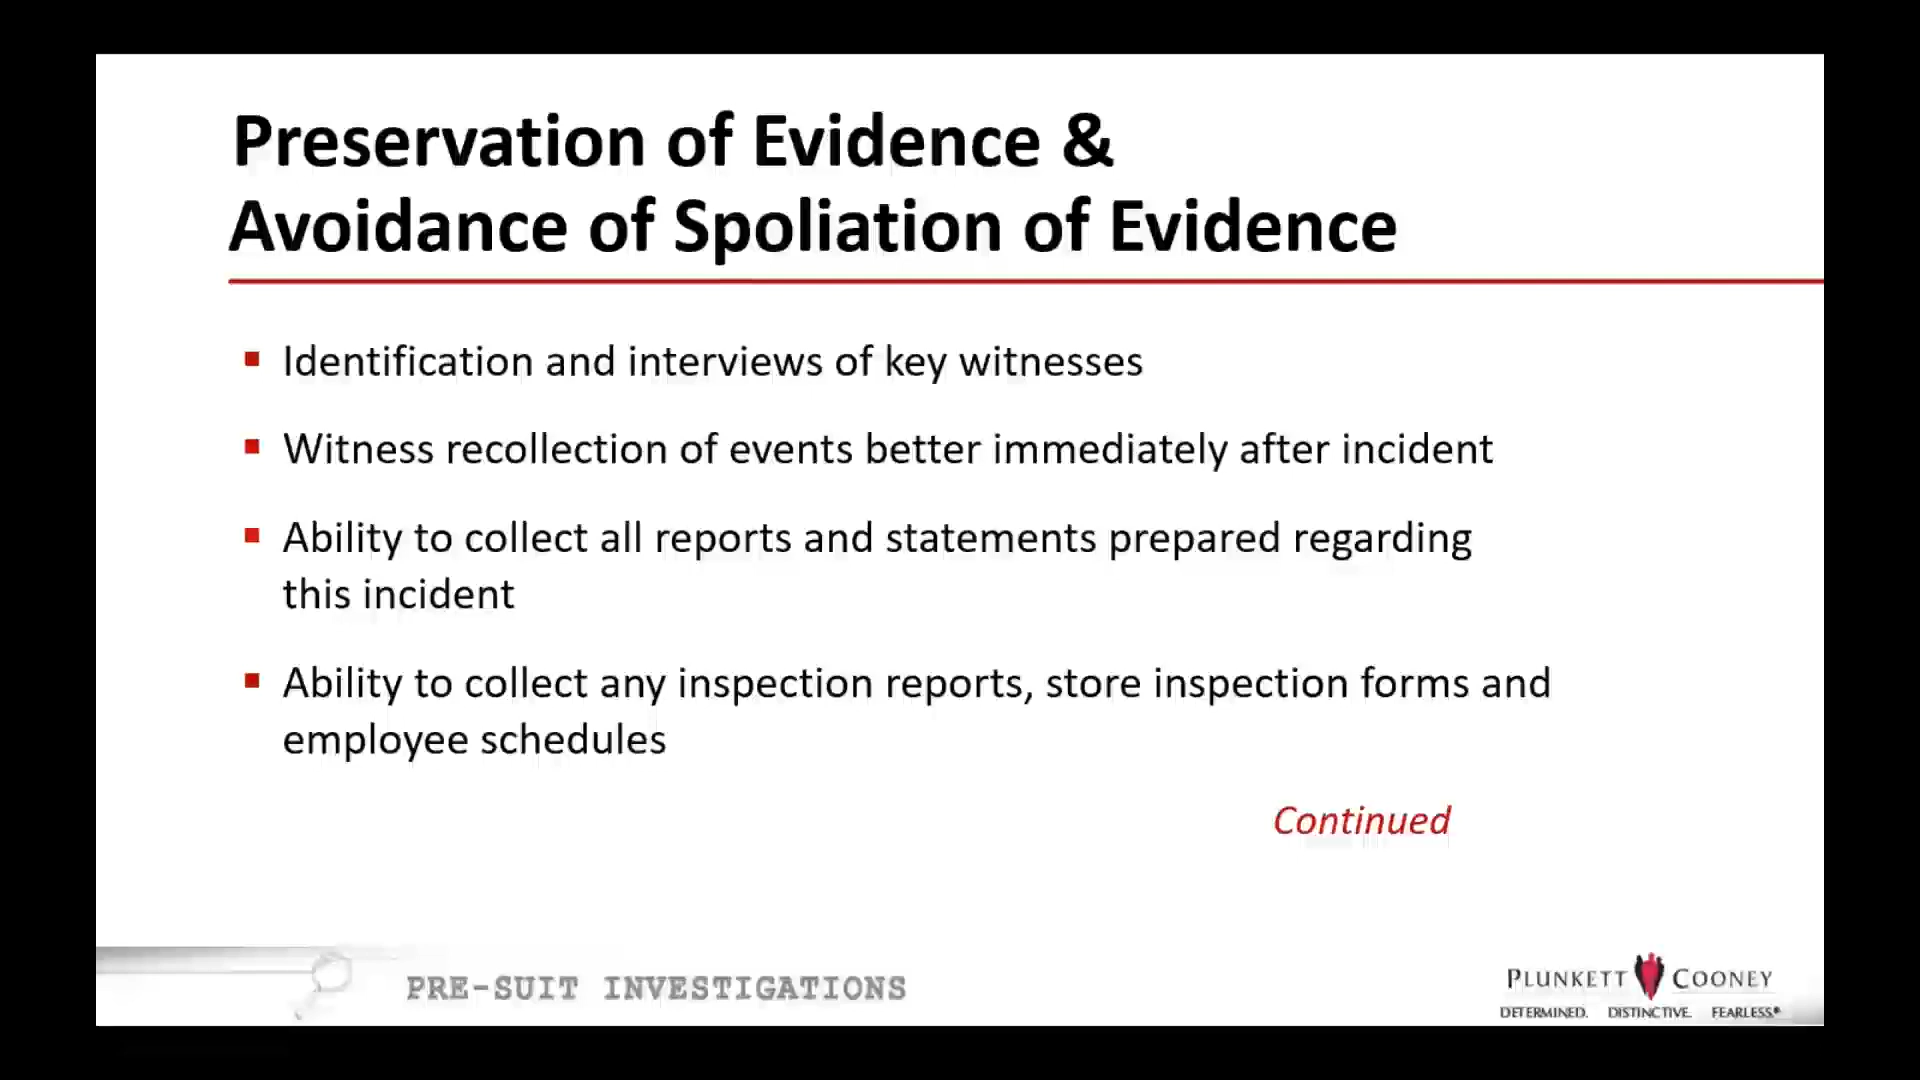 Preservation of Evidence &
Avoidance of Spoliation of Evidence
▪ Identification and interviews of key witnesses
▪ Witness recollection of events better immediately after incident
▪ Ability to collect all reports and statements prepared regarding
this incident
▪ Ability to collect any inspection reports, store inspection forms and
employee schedules
Continued
PRE-SUIT INVESTIGATIONS
PLUNKETT COONEY
DETERMINED. DISTINCTIVE. FEARLESS.®